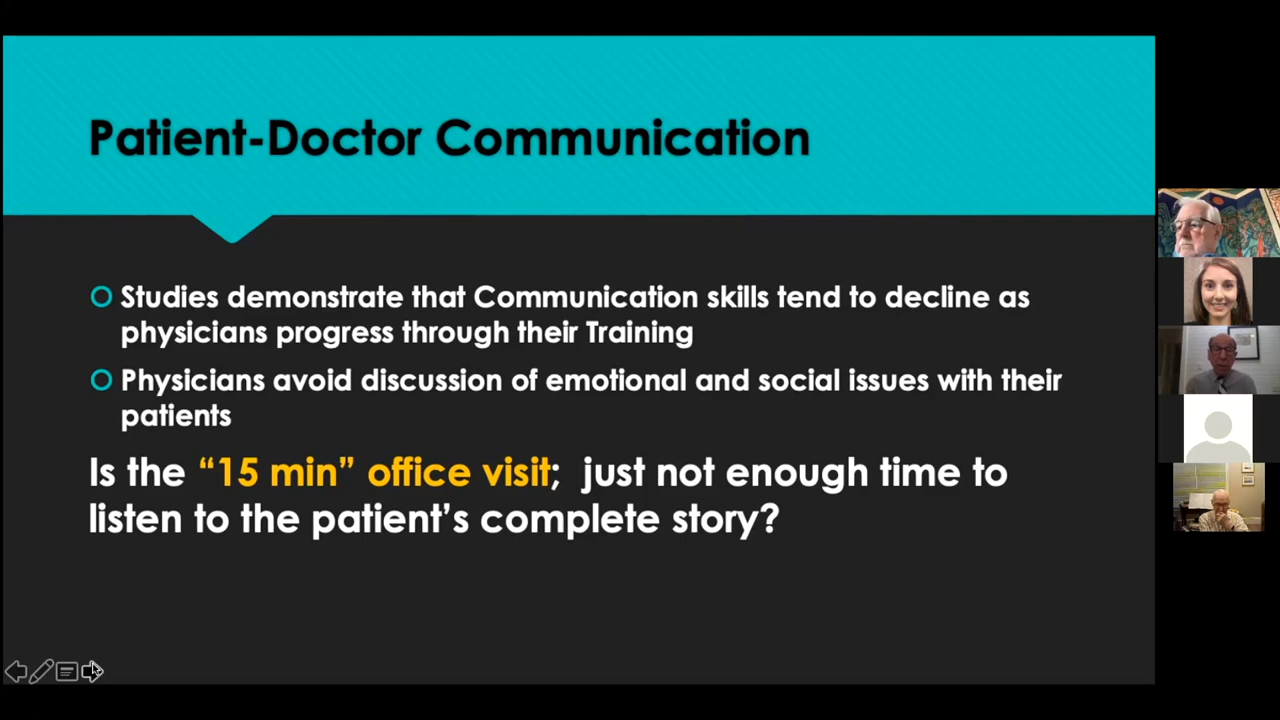 Patient-Doctor Communication
Studies demonstrate that Communication skills tend to decline as
physicians progress through their Training
Physicians avoid discussion of emotional and social issues with their
patients
Is the “15 min” office visit;  just not enough time to
listen to the patient’s complete story?